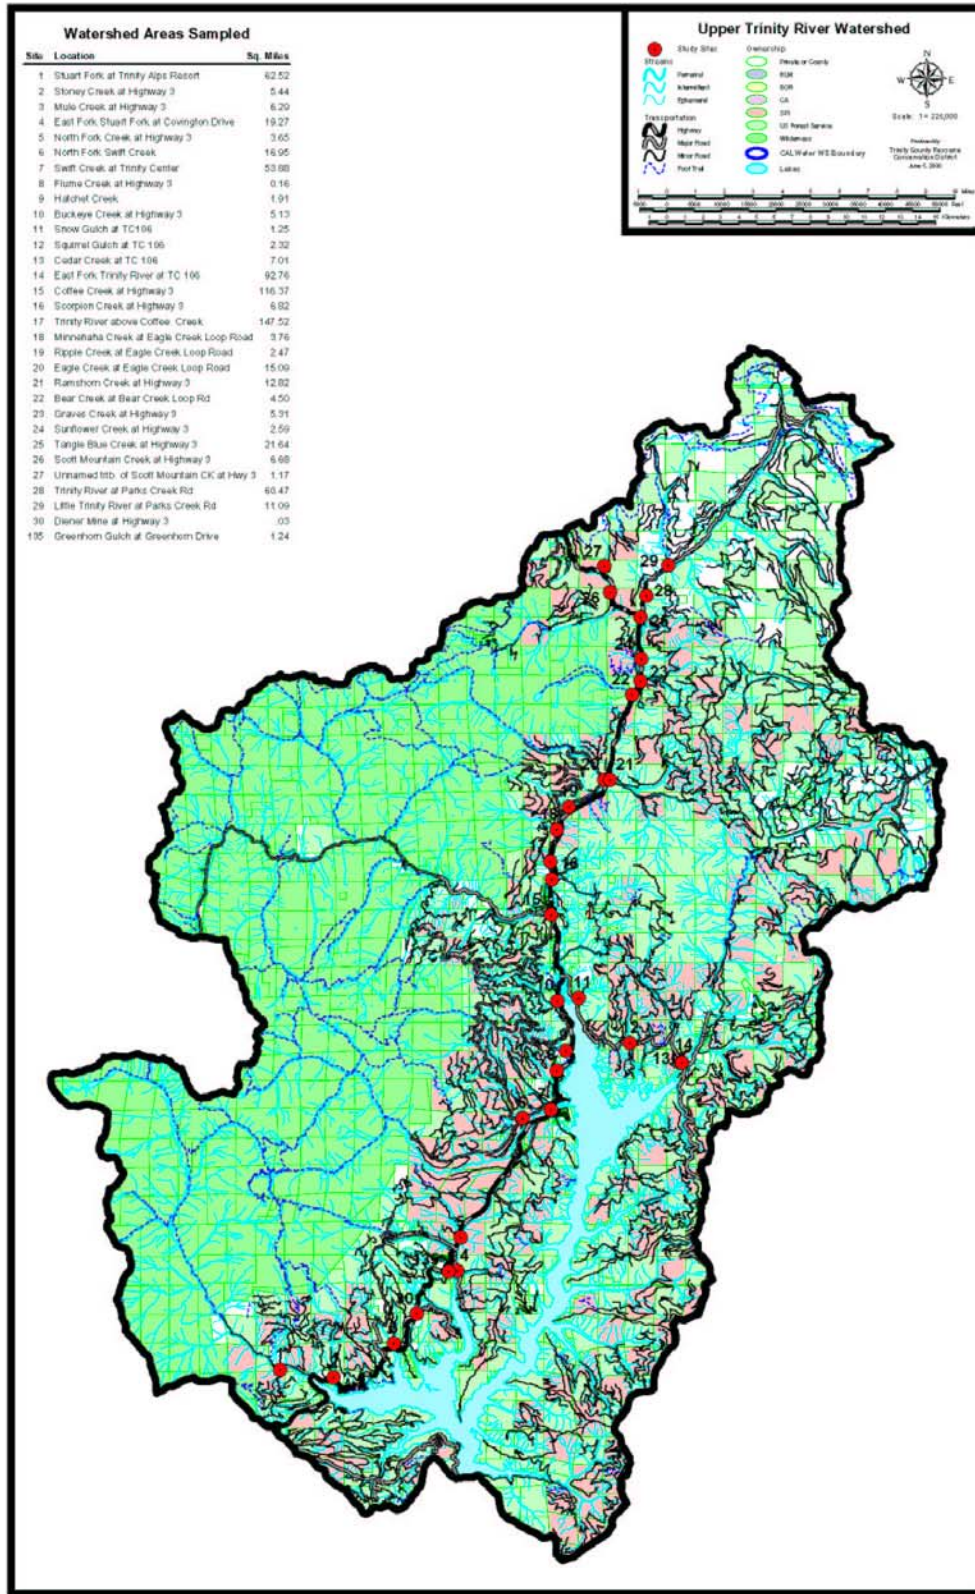 Watershed Areas Sampled
Site Location Sq. Miles
1 Stuart Fork at Trinity Alps Resort 62.52
2 Stoney Creek at Highway 3 5.44
3 Mule Creek at Highway 3 6.29
4 East Fork Stuart Fork at Covington Drive 19.27
5 North Fork Creek at Highway 3 3.65
6 North Fork Swift Creek 16.95
7 Swift Creek at Trinity Center 53.88
8 Flume Creek at Highway 3 0.16
9 Hatchet Creek 1.91
10 Buckeye Creek at Highway 3 5.13
11 Snow Gulch at TC106 1.25
12 Squirrel Gulch at TC 106 2.32
13 Cedar Creek at TC 106 7.01
14 East Fork Trinity River at TC 106 92.76
15 Coffee Creek at Highway 3 116.37
16 Scorpion Creek at Highway 3 6.82
17 Trinity River above Coffee Creek 147.52
18 Minnehaha Creek at Eagle Creek Loop Road 3.76
19 Ripple Creek at Eagle Creek Loop Road 2.47
20 Eagle Creek at Eagle Creek Loop Road 15.09
21 Ramshorn Creek at Highway 3 12.82
22 Bear Creek at Bear Creek Loop Rd 4.50
23 Graves Creek at Highway 3 5.31
24 Sunflower Creek at Highway 3 2.59
25 Tangle Blue Creek at Highway 3 21.64
26 Scott Mountain Creek at Highway 3 6.68
27 Unnamed trib. of Scott Mountain CK at Hwy 3 1.17
28 Trinity River at Parks Creek Rd 60.47
29 Little Trinity River at Parks Creek Rd 11.09
30 Diener Mine at Highway 3 .03
135 Greenhorn Gulch at Greenhorn Drive 1.24
Upper Trinity River Watershed
Study Sites
Streams
Perennial
Intermittent
Ephemeral
Transportation
Highway
Major Road
Minor Road
Foot Trail
Ownership
Private or County
BLM
BOR
CA
SPI
US Forest Service
Wilderness
CAL Water WS Boundary
Lakes
N
W E
S
Scale: 1 = 220,000
Trinity County Resource
Conservation District
June 5, 2000
27
29
28
23
22
21
11
14
13